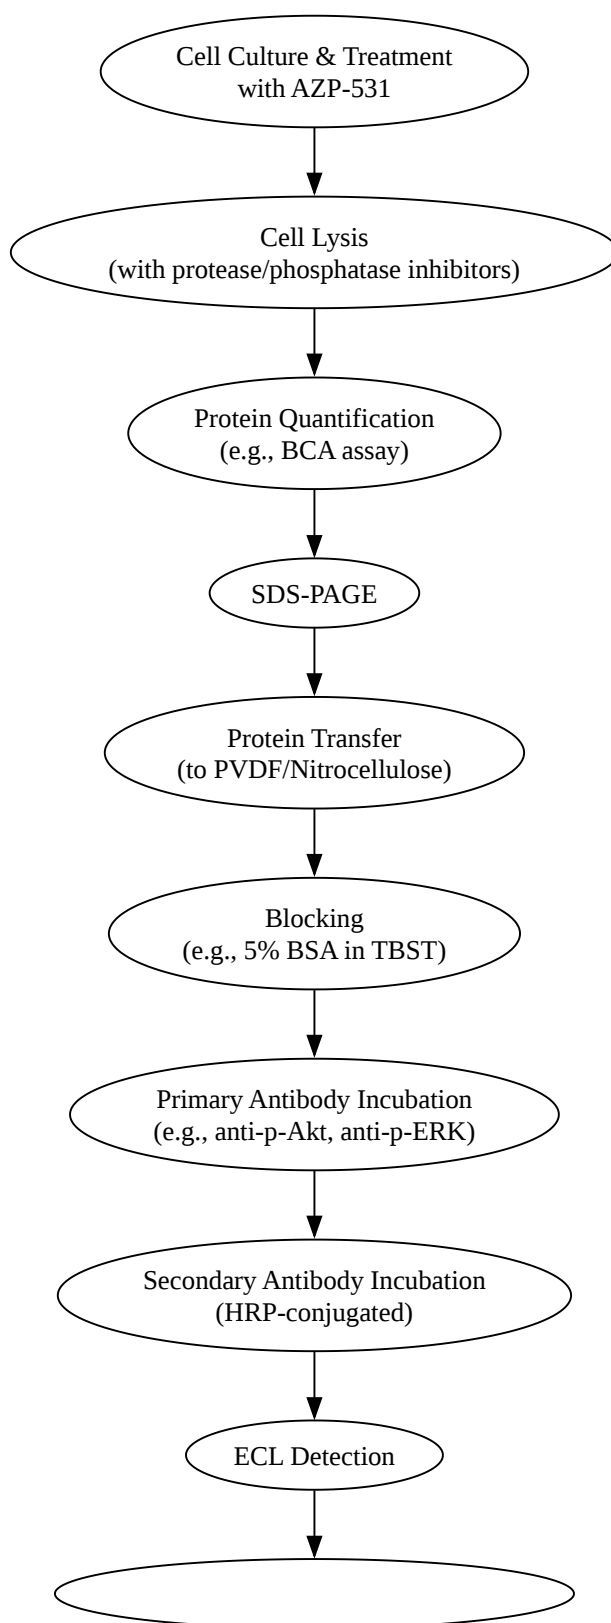 Cell Culture & Treatment
with AZP-531
Cell Lysis
(with protease/phosphatase inhibitors)
Protein Quantification
(e.g., BCA assay)
SDS-PAGE
Protein Transfer
(to PVDF/Nitrocellulose)
Blocking
(e.g., 5% BSA in TBST)
Primary Antibody Incubation
(e.g., anti-p-Akt, anti-p-ERK)
Secondary Antibody Incubation
(HRP-conjugated)
ECL Detection